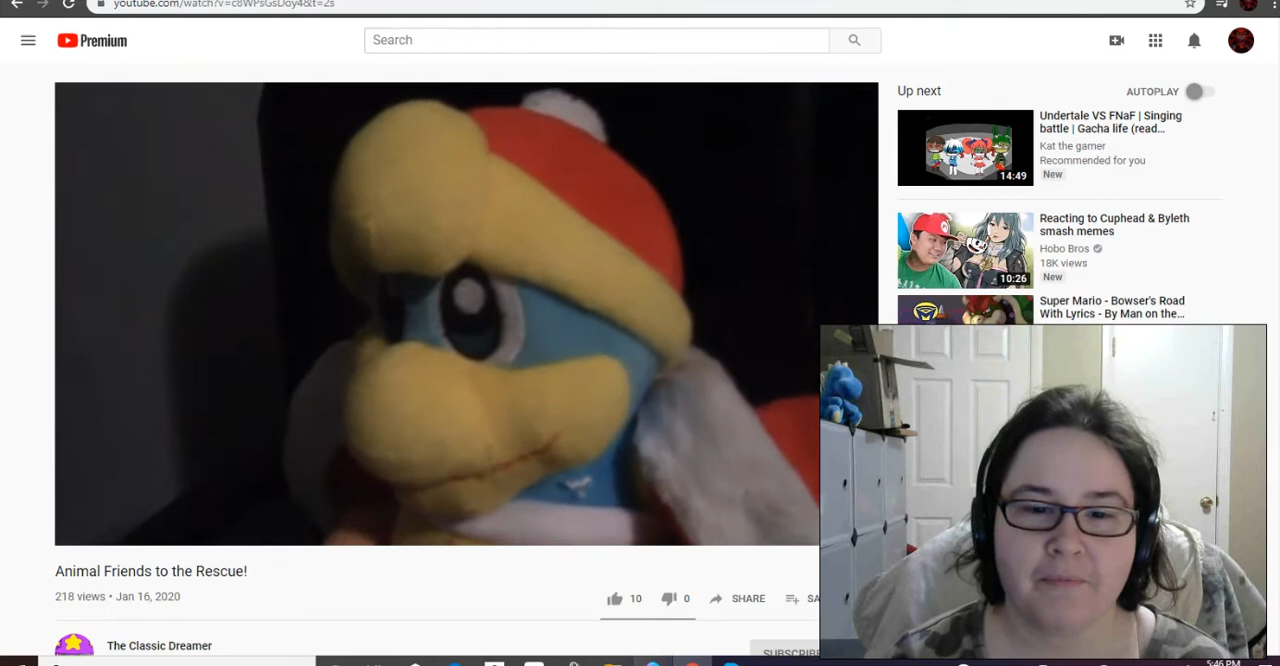 youtube.com/watch?v=c8WPsGsDoy4&t=2s
Premium
Search
Up next
AUTOPLAY
14:49
Undertale VS FNaF | Singing
battle | Gacha life (read...
Kat the gamer
Recommended for you
New
10:26
Reacting to Cuphead & Byleth
smash memes
Hobo Bros
18K views
New
Super Mario - Bowser's Road
With Lyrics - By Man on the...
Animal Friends to the Rescue!
218 views • Jan 16, 2020
10
0
SHARE
SA
The Classic Dreamer
SUBSCRIBE
5:46 PM